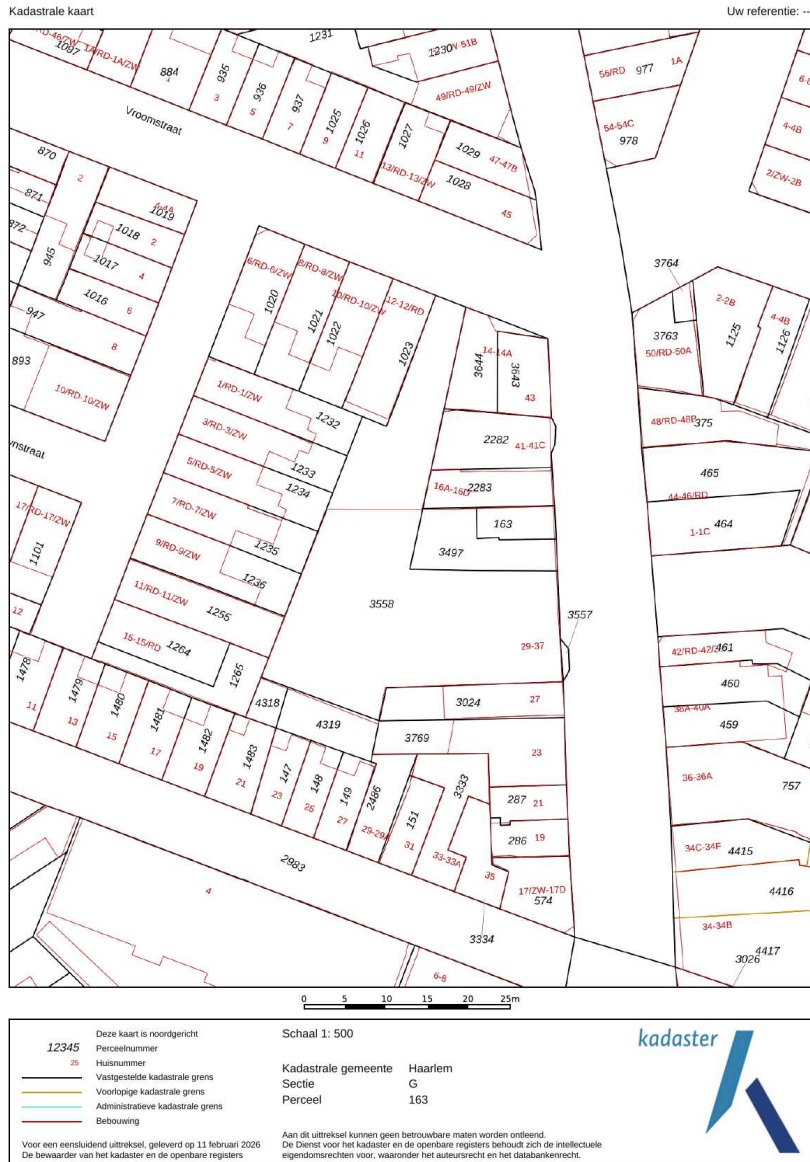 Kadastrale kaart
Uw referentie: --
1087
1/RD-1A/ZW
884
1
935
3
936
5
937
7
1025
9
1026
11
1027
13/RD-13/ZW
1231
1230
49/RD-49/ZW
1029
47-47B
1028
45
56/RD
977
1A
54-54C
978
4-4B
2/ZW-2B
Vroomstraat
870
871
872
2
945
4-4A
1019
1018
2
1017
4
1016
6
947
8
893
10/RD-10/ZW
6/RD-6/ZW
1020
8/RD-8/ZW
1021
10/RD-10/ZW
1022
12-12/RD
1023
3644
14-14A
3643
43
3764
3763
50/RD-50A
2-2B
1125
4-4B
1126
1/RD-1/ZW
1232
3/RD-3/ZW
1233
5/RD-5/ZW
1234
7/RD-7/ZW
1235
9/RD-9/ZW
1236
11/RD-11/ZW
1255
15-15/RD
1264
1265
2282
41-41C
16A-16D
2283
163
3497
48/RD-48B
375
465
44-46/RD
464
1-1C
nstraat
17/RD-17/ZW
1101
12
3558
3557
29-37
42/RD-42/Z
461
460
38A-40A
459
36-36A
757
1478
11
1479
13
1480
15
1481
17
1482
19
1483
21
4318
4319
3024
27
3769
23
147
23
148
25
149
27
2486
29-29A
151
31
3333
33-33A
35
287
21
286
19
17/ZW-17D
574
34C-34F
4415
4416
34-34B
4417
3026
2983
4
3334
6-8
0 5 10 15 20 25m
Deze kaart is noordgericht
12345 Perceelnummer
25 Huisnummer
Vastgestelde kadastrale grens
Voorlopige kadastrale grens
Administratieve kadastrale grens
Bebouwing
Voor een eensluidend uittreksel, geleverd op 11 februari 2026
De bewaarder van het kadaster en de openbare registers
Schaal 1: 500
Kadastrale gemeente Haarlem
Sectie G
Perceel 163
Aan dit uittreksel kunnen geen betrouwbare maten worden ontleend.
De Dienst voor het kadaster en de openbare registers behoudt zich de intellectuele
eigendomsrechten voor, waaronder het auteursrecht en het databankenrecht.
kadaster